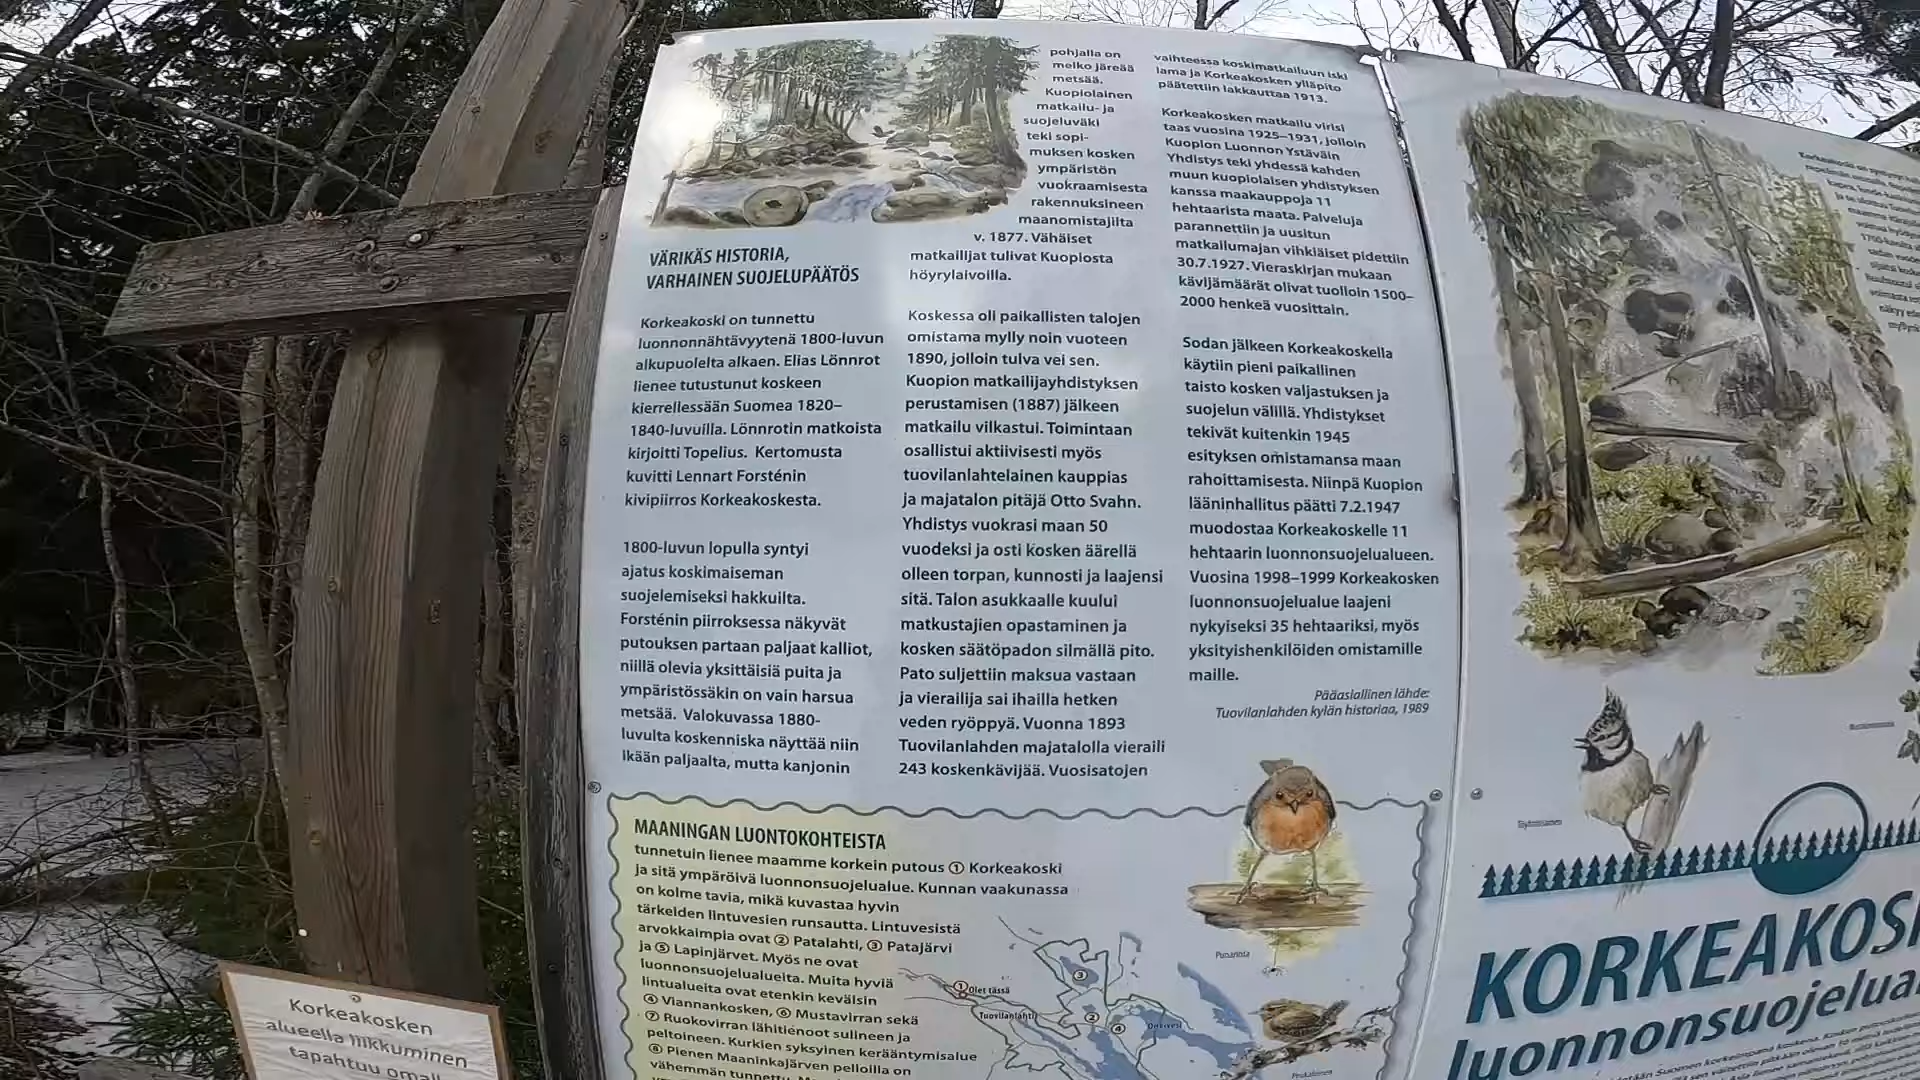 VÄRIKÄS HISTORIA,
VARHAINEN SUOJELUPÄÄTÖS
Korkeakoski on tunnettu
luonnonnähtävyytenä 1800-luvun
alkupuolelta alkaen. Elias Lönnrot
lienee tutustunut koskeen
kierrellessään Suomea 1820–
1840-luvuilla. Lönnrotin matkoista
kirjoitti Topelius. Kertomusta
kuvitti Lennart Forsténin
kivipiirros Korkeakoskesta.
1800-luvun lopulla syntyi
ajatus koskimaiseman
suojelemiseksi hakkuilta.
Forsténin piirroksessa näkyvät
putouksen partaan paljaat kalliot,
niillä olevia yksittäisiä puita ja
ympäristössäkin on vain harsua
metsää. Valokuvassa 1880-
luvulta koskenniska näyttää niin
ikään paljaalta, mutta kanjonin
pohjalla on
melko järeää
metsää.
Kuopiolainen
matkailu- ja
suojeluväki
teki sopi-
muksen kosken
ympäristön
vuokraamisesta
rakennuksineen
maanomistajilta
v. 1877. Vähäiset
matkailijat tulivat Kuopiosta
höyrylaivoilla.
Koskessa oli paikallisten talojen
omistama mylly noin vuoteen
1890, jolloin tulva vei sen.
Kuopion matkailijayhdistyksen
perustamisen (1887) jälkeen
matkailu vilkastui. Toimintaan
osallistui aktiivisesti myös
tuovilanlahtelainen kauppias
ja majatalon pitäjä Otto Svahn.
Yhdistys vuokrasi maan 50
vuodeksi ja osti kosken äärellä
olleen torpan, kunnosti ja laajensi
sitä. Talon asukkaalle kuului
matkustajien opastaminen ja
kosken säätöpadon silmällä pito.
Pato suljettiin maksua vastaan
ja vierailija sai ihailla hetken
veden ryöppyä. Vuonna 1893
Tuovilanlahden majatalolla vieraili
243 koskenkävijää. Vuosisatojen
vaihteessa koskimatkailuun iski
lama ja Korkeakosken ylläpito
päätettiin lakkauttaa 1913.
Korkeakosken matkailu virisi
taas vuosina 1925–1931, jolloin
Kuopion Luonnon Ystäväin
Yhdistys teki yhdessä kahden
muun kuopiolaisen yhdistyksen
kanssa maakauppoja 11
hehtaarista maata. Palveluja
parannettiin ja uusitun
matkailumajan vihkiäiset pidettiin
30.7.1927. Vieraskirjan mukaan
kävijämäärät olivat tuolloin 1500–
2000 henkeä vuosittain.
Sodan jälkeen Korkeakoskella
käytiin pieni paikallinen
taisto kosken valjastuksen ja
suojelun välillä. Yhdistykset
tekivät kuitenkin 1945
esityksen omistamansa maan
rahoittamisesta. Niinpä Kuopion
lääninhallitus päätti 7.2.1947
muodostaa Korkeakoskelle 11
hehtaarin luonnonsuojelualueen.
Vuosina 1998–1999 Korkeakosken
luonnonsuojelualue laajeni
nykyiseksi 35 hehtaariksi, myös
yksityishenkilöiden omistamille
maille.
Pääasiallinen lähde:
Tuovilanlahden kylän historiaa, 1989
MAANINGAN LUONTOKOHTEISTA
tunnetuin lienee maamme korkein putous ① Korkeakoski
ja sitä ympäröivä luonnonsuojelualue. Kunnan vaakunassa
on kolme tavia, mikä kuvastaa hyvin
tärkeiden lintuvesien runsautta. Lintuvesistä
arvokkaimpia ovat ② Patalahti, ③ Patajärvi
ja ⑤ Lapinjärvet. Myös ne ovat
luonnonsuojelualueita. Muita hyviä
lintualueita ovat etenkin keväisin
④ Viannankosken, ⑥ Mustavirran sekä
⑦ Ruokovirran lähitienoot sulineen ja
peltoineen. Kurkien syksyinen kerääntymisalue
⑧ Pienen Maaninkajärven pelloilla on
vähemmän tunnettu.
Punarinta
① Olet tässä
Tuovilanlahti
③
②
④
Onkivesi
Peukaloinen
Töyhtötiainen
KORKEAKOS
luonnonsuojelua
Korkeakosken
alueella liikkuminen
tapahtuu